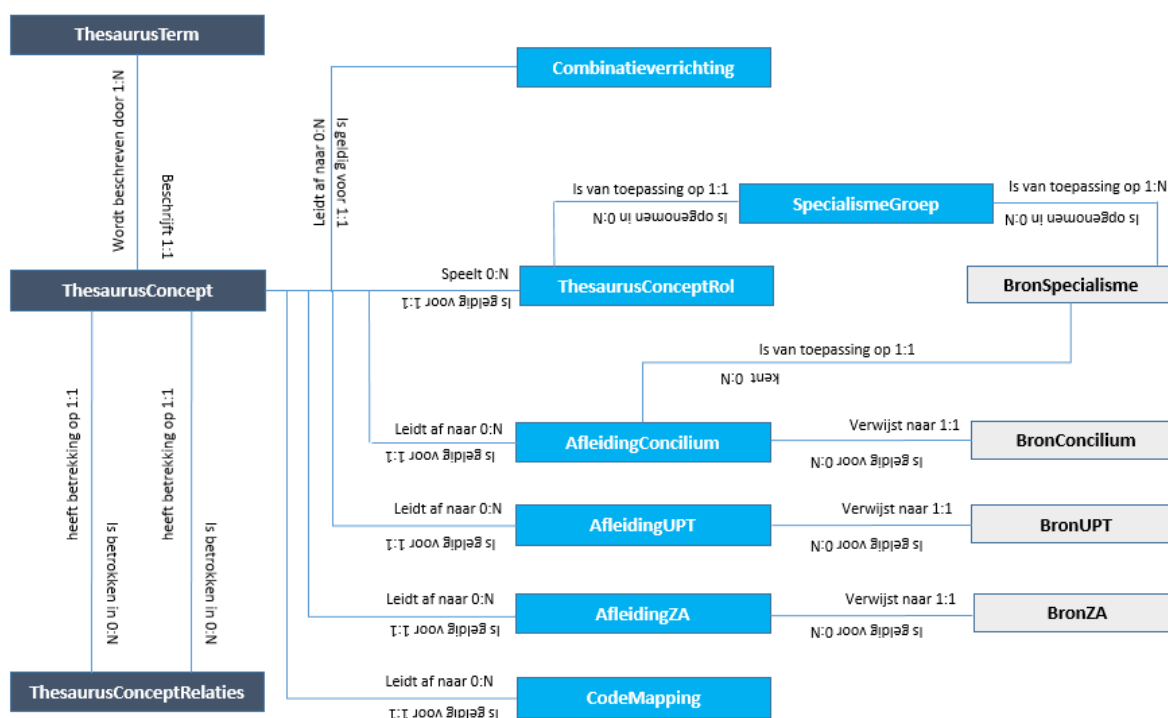 ThesaurusTerm
Combinatieverrichting
Wordt beschreven door 1:N
Beschrijft 1:1
Leidt af naar 0:N
Is geldig voor 1:1
Is van toepassing op 1:1
Is opgenomen in 0:N
SpecialismeGroep
Is van toepassing op 1:N
Is opgenomen in 0:N
ThesaurusConcept
Speelt 0:N
Is geldig voor 1:1
ThesaurusConceptRol
BronSpecialisme
Is van toepassing op 1:1
kent 0:N
heeft betrekking op 1:1
Is betrokken in 0:N
heeft betrekking op 1:1
Is betrokken in 0:N
Leidt af naar 0:N
Is geldig voor 1:1
AfleidingConcilium
Verwijst naar 1:1
Is geldig voor 0:N
BronConcilium
Leidt af naar 0:N
Is geldig voor 1:1
AfleidingUPT
Verwijst naar 1:1
Is geldig voor 0:N
BronUPT
Leidt af naar 0:N
Is geldig voor 1:1
AfleidingZA
Verwijst naar 1:1
Is geldig voor 0:N
BronZA
ThesaurusConceptRelaties
Leidt af naar 0:N
Is geldig voor 1:1
CodeMapping